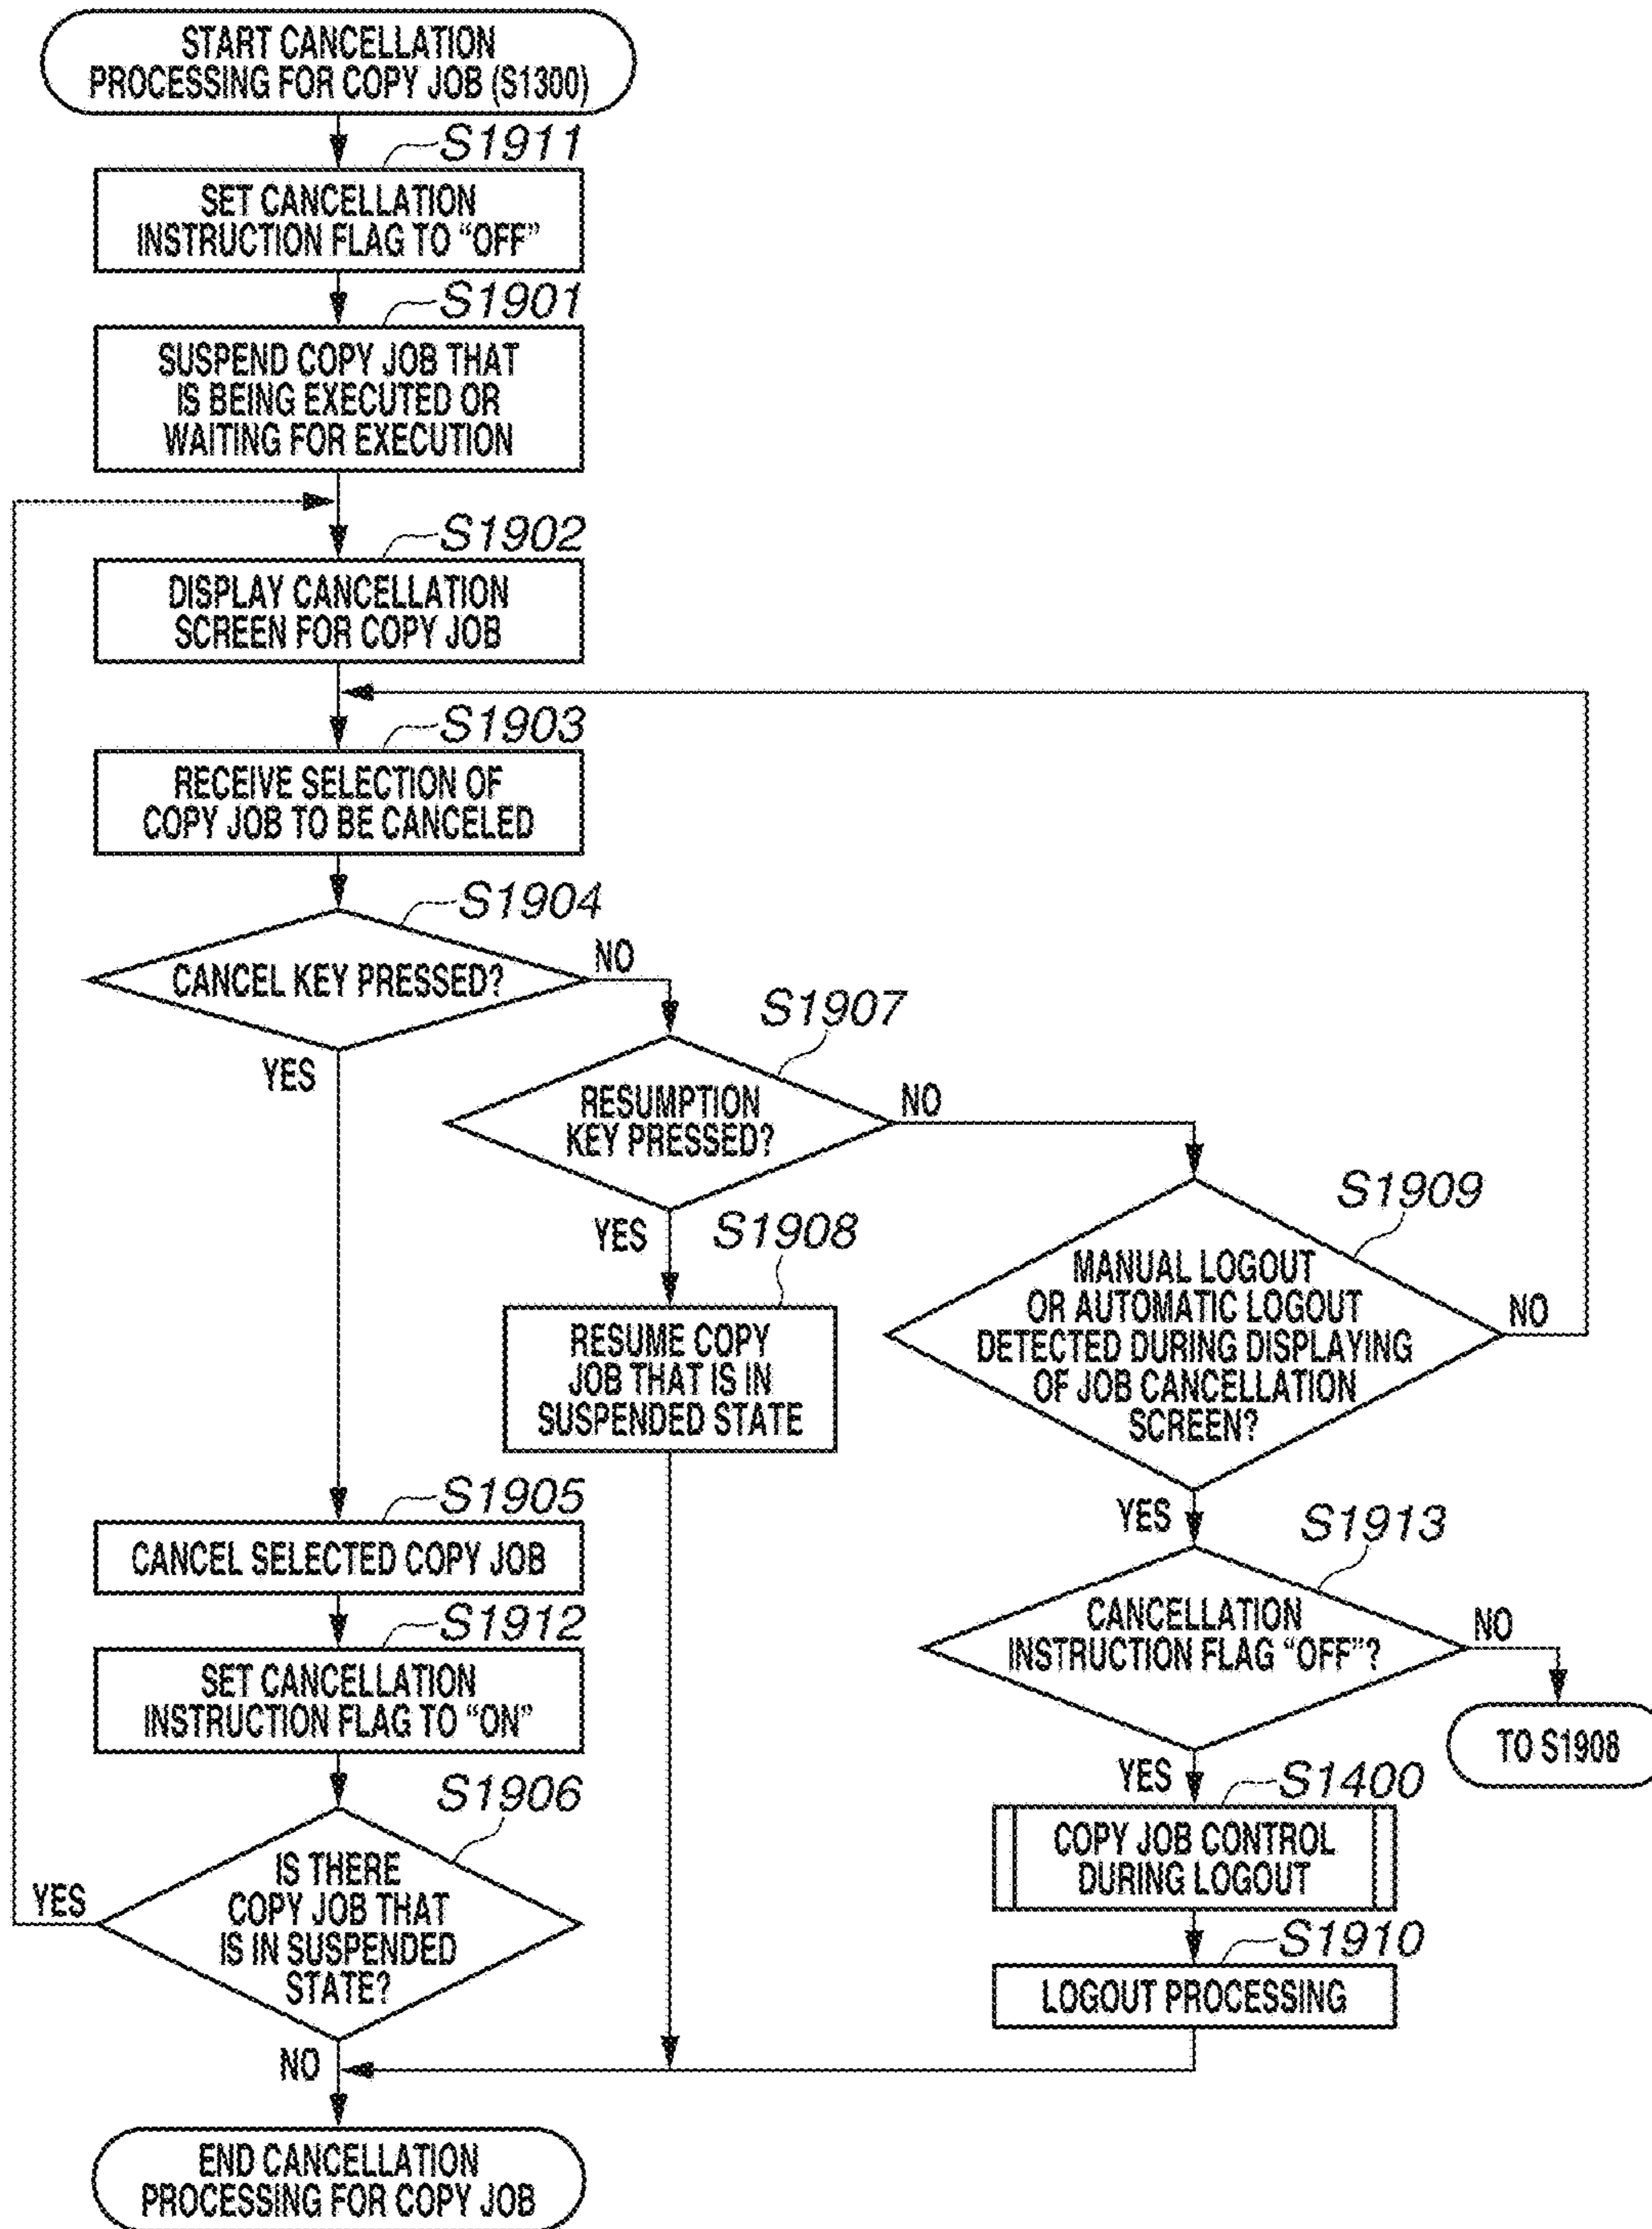 START CANCELLATION
PROCESSING FOR COPY JOB (S1300)
S1911
SET CANCELLATION
INSTRUCTION FLAG TO “OFF”
S1901
SUSPEND COPY JOB THAT
IS BEING EXECUTED OR
WAITING FOR EXECUTION
S1902
DISPLAY CANCELLATION
SCREEN FOR COPY JOB
S1903
RECEIVE SELECTION OF
COPY JOB TO BE CANCELED
S1904
CANCEL KEY PRESSED?
NO
YES
S1907
RESUMPTION
KEY PRESSED?
NO
YES
S1908
RESUME COPY
JOB THAT IS IN
SUSPENDED STATE
S1909
MANUAL LOGOUT
OR AUTOMATIC LOGOUT
DETECTED DURING DISPLAYING
OF JOB CANCELLATION
SCREEN?
NO
YES
S1905
CANCEL SELECTED COPY JOB
S1912
SET CANCELLATION
INSTRUCTION FLAG TO “ON”
S1906
IS THERE
COPY JOB THAT
IS IN SUSPENDED
STATE?
YES
NO
S1913
CANCELLATION
INSTRUCTION FLAG “OFF”?
NO
TO S1908
YES
S1400
COPY JOB CONTROL
DURING LOGOUT
S1910
LOGOUT PROCESSING
END CANCELLATION
PROCESSING FOR COPY JOB